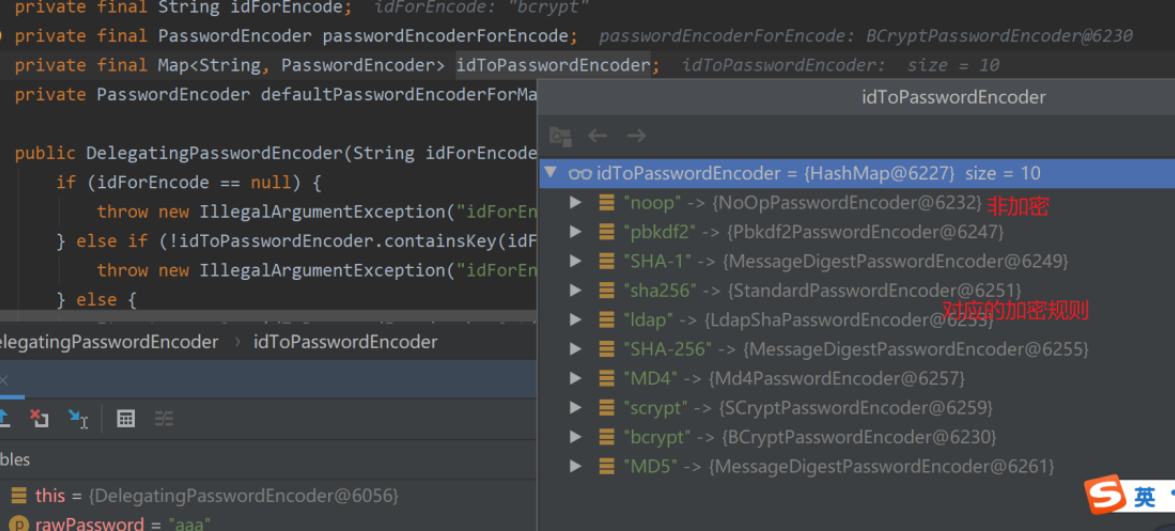 private final String idForEncode; idForEncode: "bcrypt"
private final PasswordEncoder passwordEncoderForEncode; passwordEncoderForEncode: BCryptPasswordEncoder@6230
private final Map<String, PasswordEncoder> idToPasswordEncoder; idToPasswordEncoder: size = 10
private PasswordEncoder defaultPasswordEncoderForMa
public DelegatingPasswordEncoder(String idForEncode
if (idForEncode == null) {
throw new IllegalArgumentException("idForEn
} else if (!idToPasswordEncoder.containsKey(idF
throw new IllegalArgumentException("idForEn
} else {
elegatingPasswordEncoder › idToPasswordEncoder
bles
this = {DelegatingPasswordEncoder@6056}
rawPassword = "aaa"
idToPasswordEncoder
idToPasswordEncoder = {HashMap@6227} size = 10
"noop" -> {NoOpPasswordEncoder@6232} 非加密
"pbkdf2" -> {Pbkdf2PasswordEncoder@6247}
"SHA-1" -> {MessageDigestPasswordEncoder@6249}
"sha256" -> {StandardPasswordEncoder@6251}
对应的加密规则
"ldap" -> {LdapShaPasswordEncoder@6253}
"SHA-256" -> {MessageDigestPasswordEncoder@6255}
"MD4" -> {Md4PasswordEncoder@6257}
"scrypt" -> {SCryptPasswordEncoder@6259}
"bcrypt" -> {BCryptPasswordEncoder@6230}
"MD5" -> {MessageDigestPasswordEncoder@6261}
英